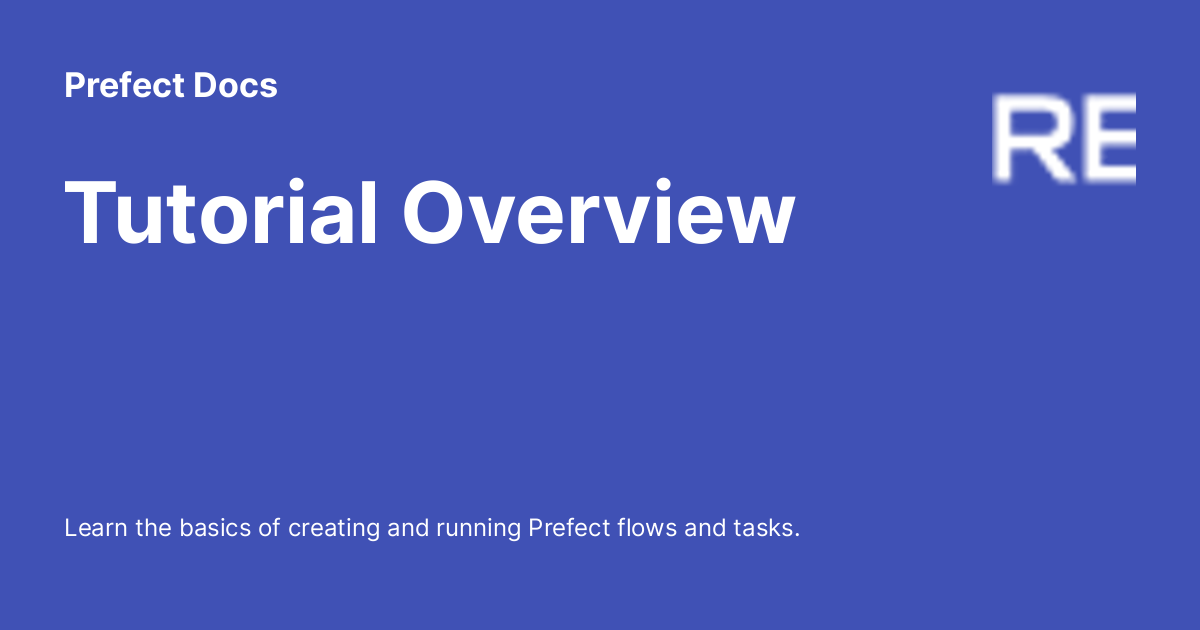 Prefect Docs
RE
Tutorial Overview
Learn the basics of creating and running Prefect flows and tasks.